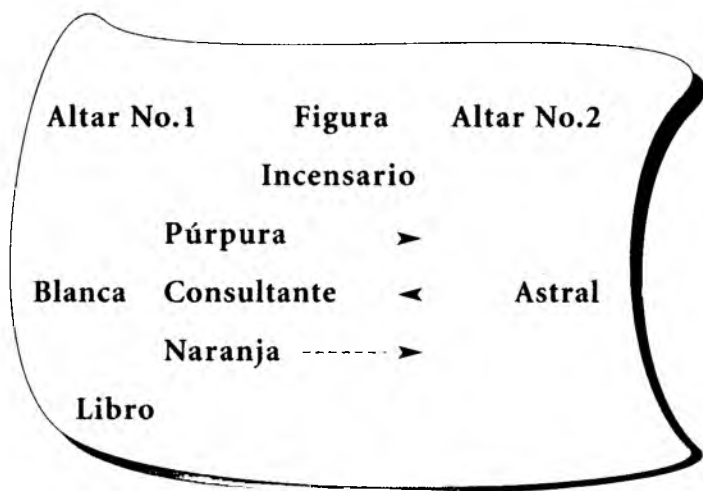 Altar No.1 Figura Altar No.2
Incensario
Púrpura ➤
Blanca Consultante ◄ Astral
Naranja ------ ➤
Libro